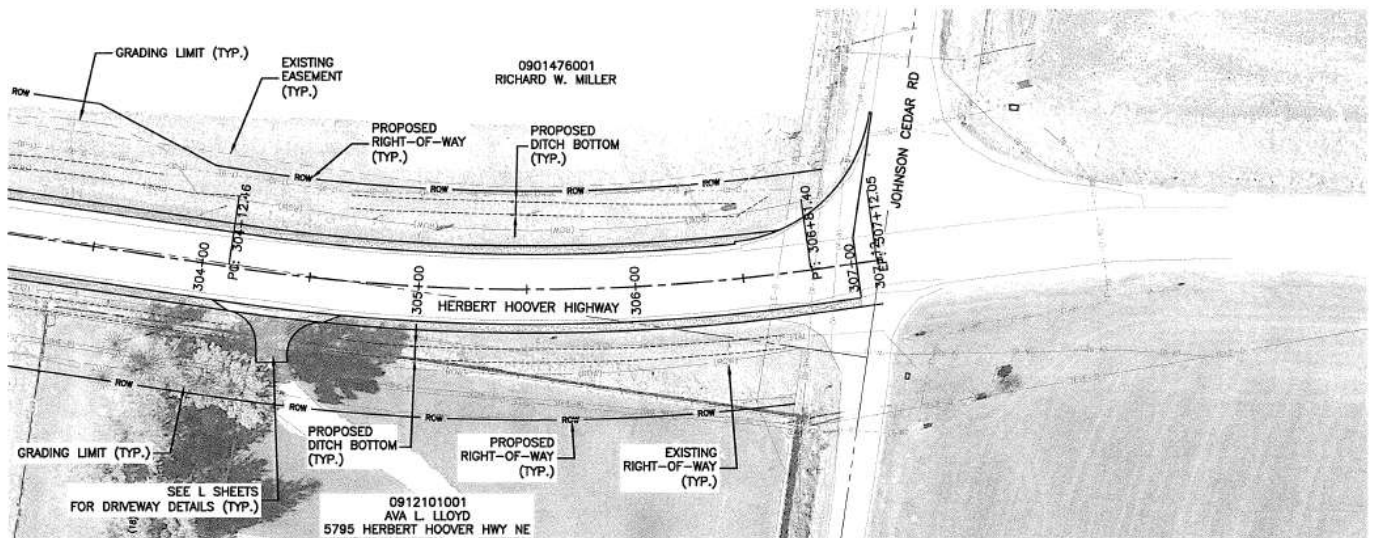 GRADING LIMIT (TYP.)
EXISTING
EASEMENT
(TYP.)
0901476001
RICHARD W. MILLER
ROW
PROPOSED
RIGHT-OF-WAY
(TYP.)
PROPOSED
DITCH BOTTOM
(TYP.)
JOHNSON CEDAR RD
ROW
ROW
ROW
ROW
304+00
PC: 304+12.46
305+00
306+00
PT: 306+81.40
307+00
307+12.05
HERBERT HOOVER HIGHWAY
ROW
ROW
ROW
ROW
ROW
GRADING LIMIT (TYP.)
PROPOSED
DITCH BOTTOM
(TYP.)
PROPOSED
RIGHT-OF-WAY
(TYP.)
EXISTING
RIGHT-OF-WAY
(TYP.)
SEE L SHEETS
FOR DRIVEWAY DETAILS (TYP.)
0912101001
AVA L. LLOYD
5795 HERBERT HOOVER HWY NE